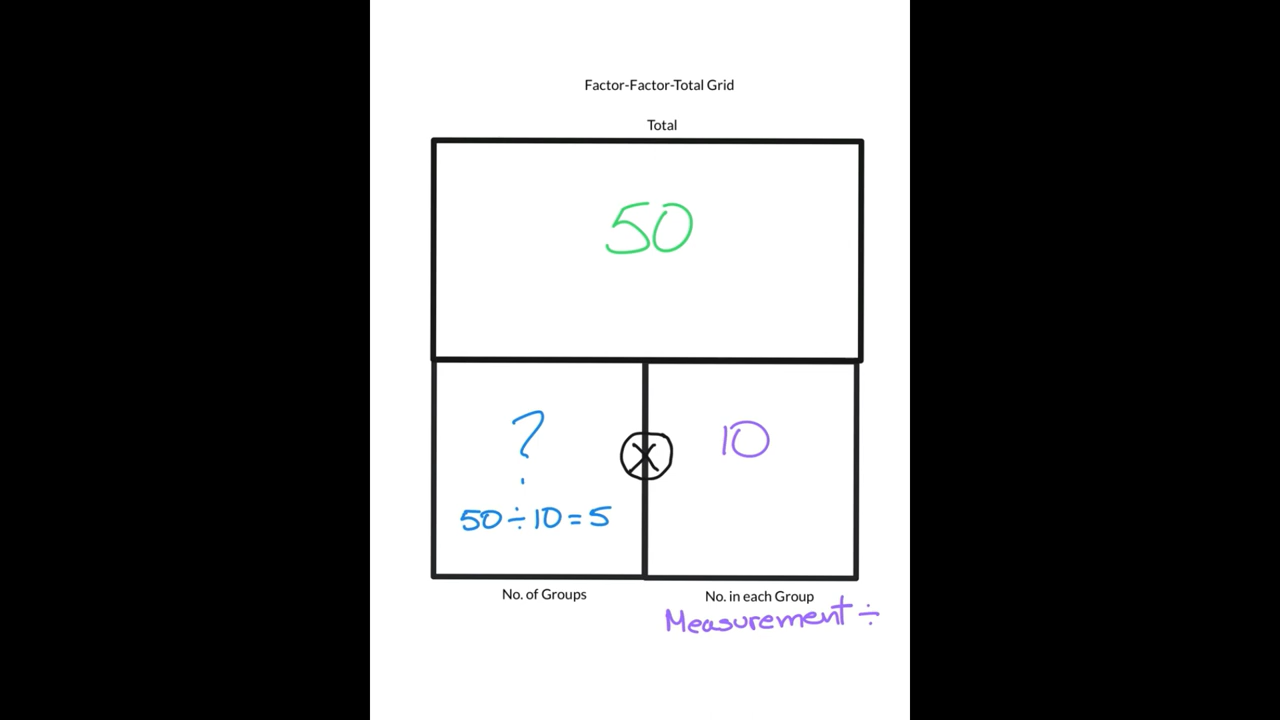 Factor-Factor-Total Grid
Total
50
?
X
10
50 ÷ 10 = 5
No. of Groups
No. in each Group
Measurement ÷